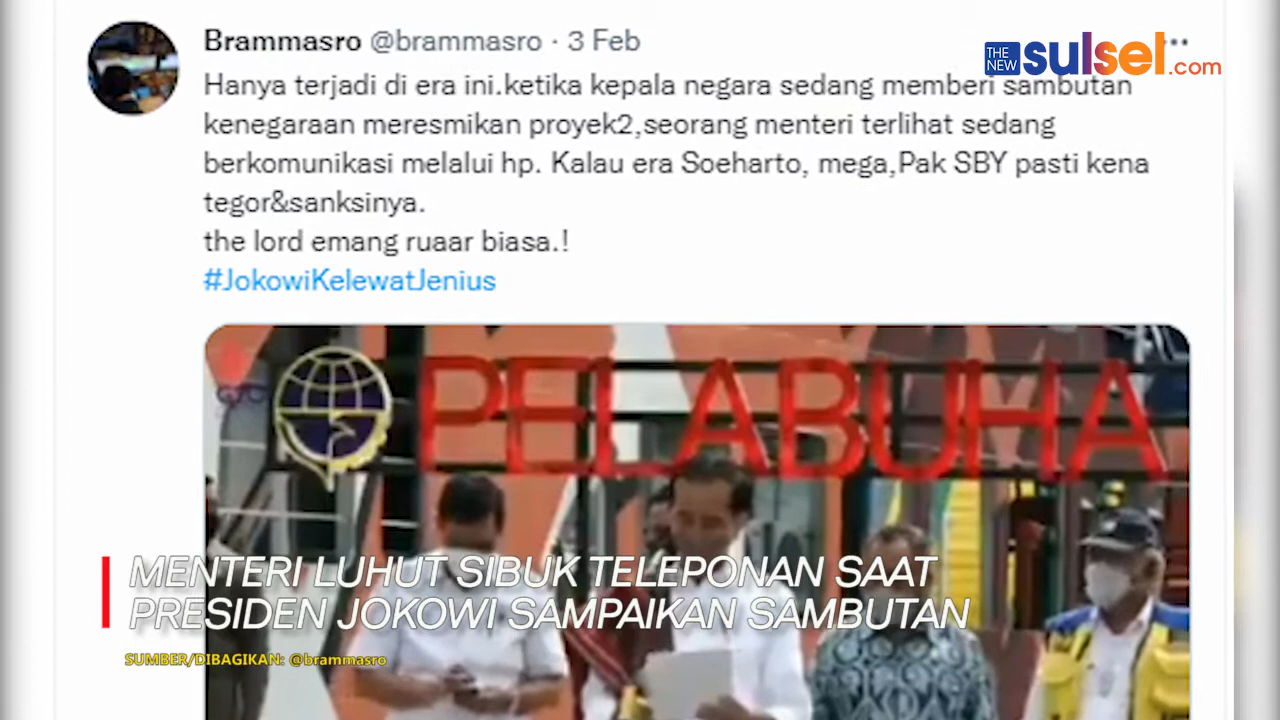 Brammasro @brammasro · 3 Feb
THE NEW sulsel.com
Hanya terjadi di era ini.ketika kepala negara sedang memberi sambutan
kenegaraan meresmikan proyek2,seorang menteri terlihat sedang
berkomunikasi melalui hp. Kalau era Soeharto, mega,Pak SBY pasti kena
tegor&sanksinya.
the lord emang ruaar biasa.!
#JokowiKelewatJenius
PELABUHA
MENTERI LUHUT SIBUK TELEPONAN SAAT
PRESIDEN JOKOWI SAMPAIKAN SAMBUTAN
SUMBER/DIBAGIKAN: @brammasro